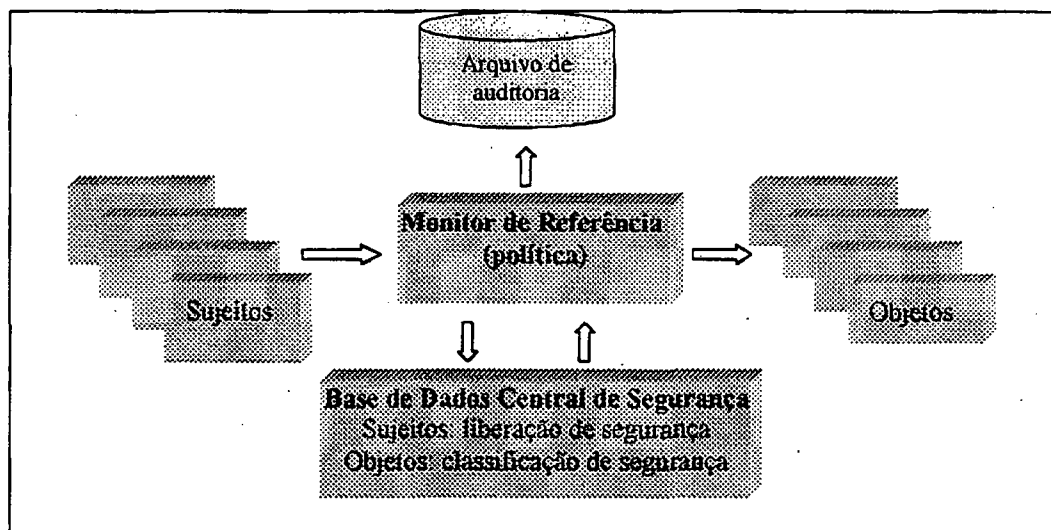 Arquivo de
auditoria
Monitor de Referência
(política)
Sujeitos
Objetos
Base de Dados Central de Segurança
Sujeitos: liberação de segurança
Objetos: classificação de segurança